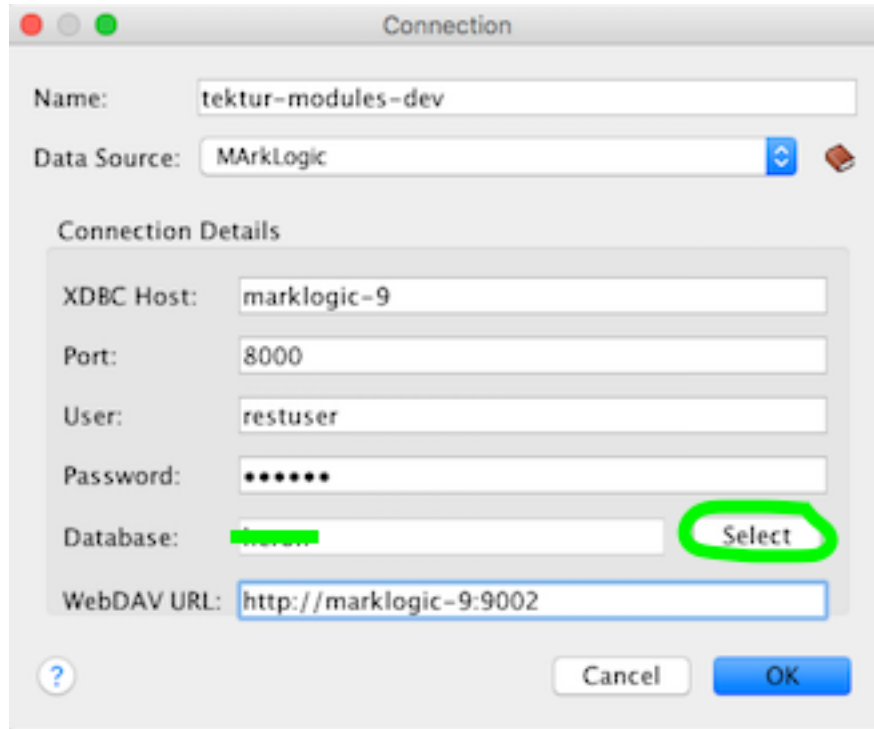 Connection
Name: tektur-modules-dev
Data Source: MArkLogic
Connection Details
XDBC Host: marklogic-9
Port: 8000
User: restuser
Password: ••••••
Database: Select
WebDAV URL: http://marklogic-9:9002
? Cancel OK